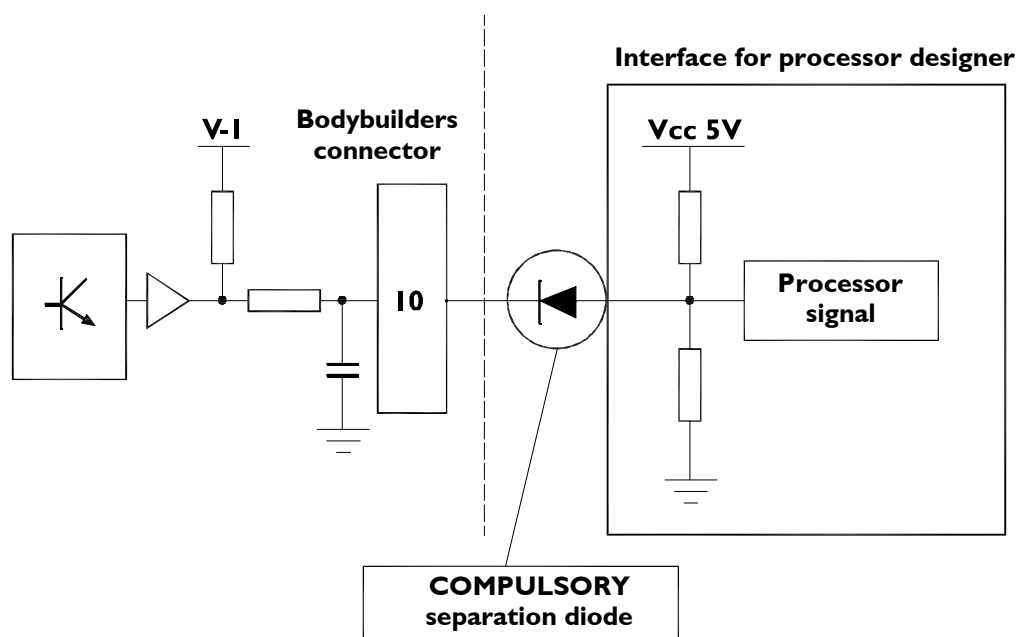 Interface for processor designer
V-1
Bodybuilders
connector
Vcc 5V
10
Processor
signal
COMPULSORY
separation diode